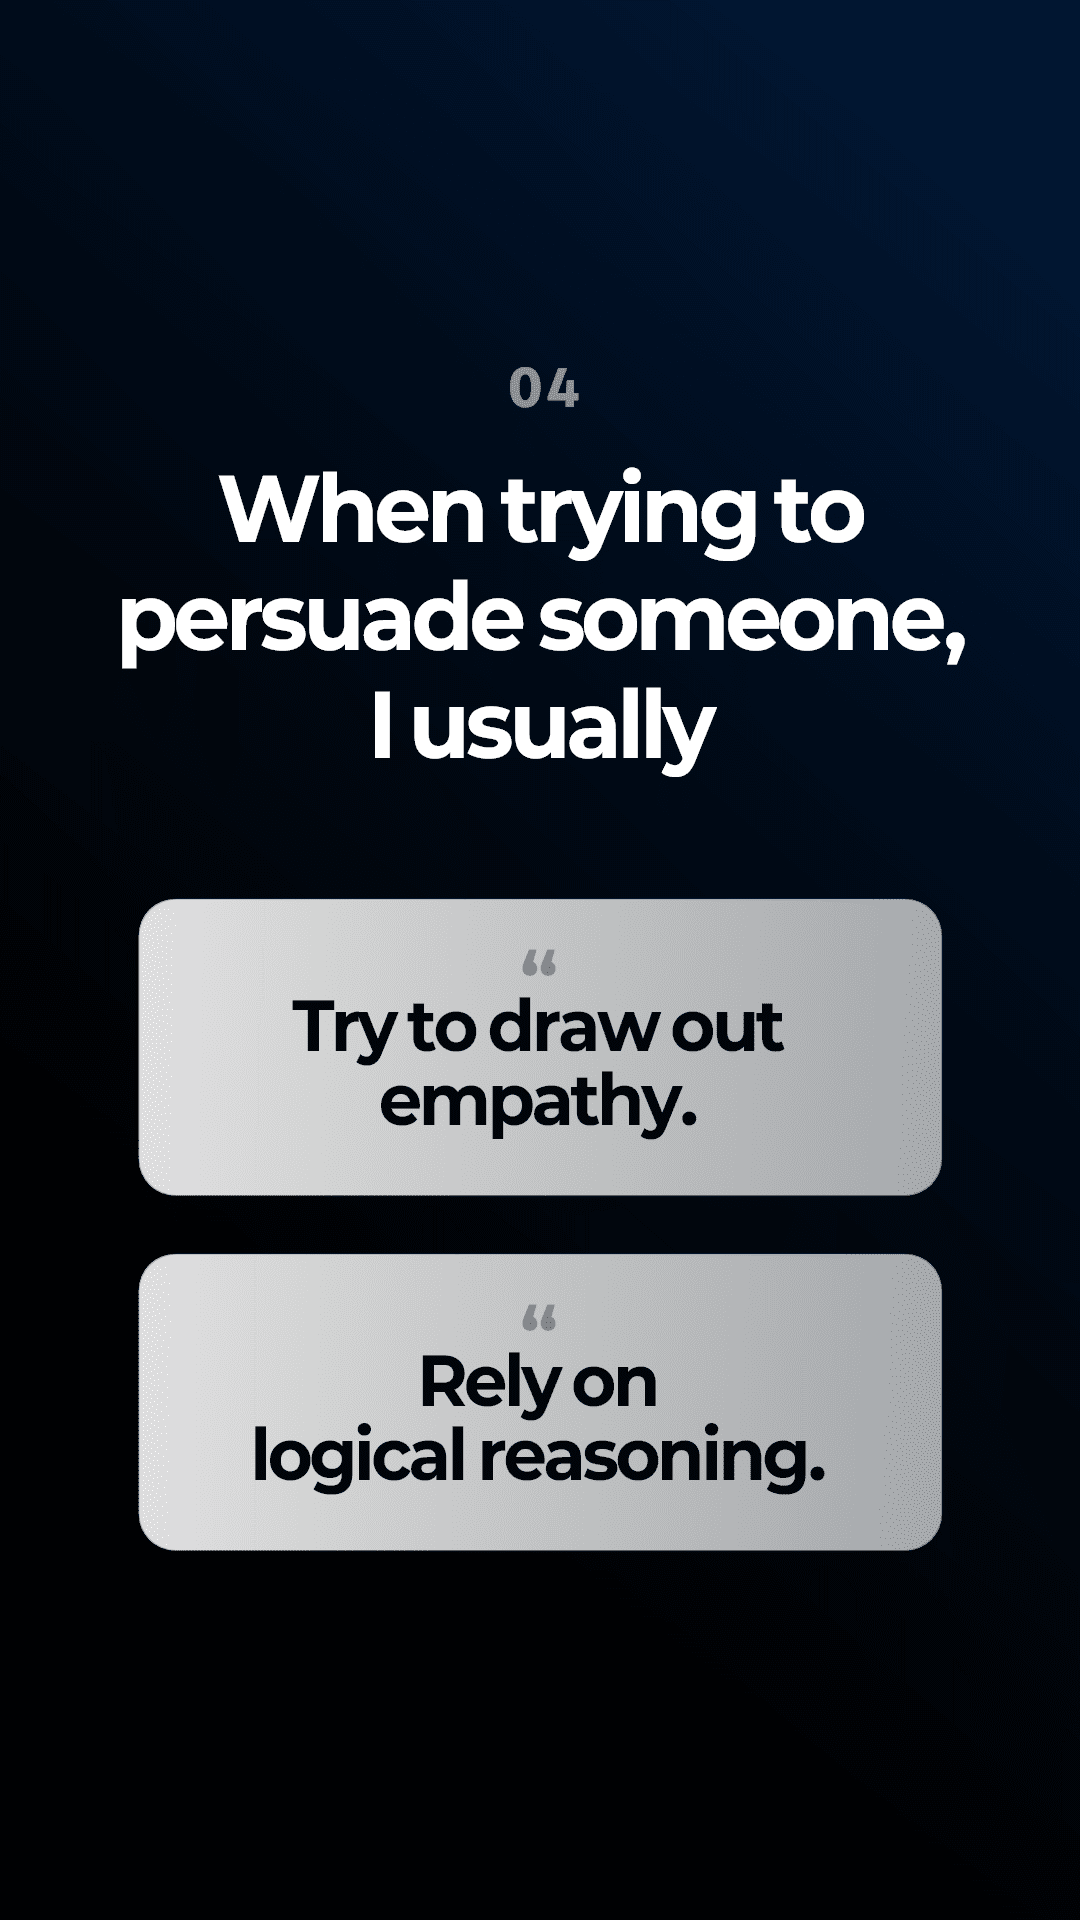 04
When trying to
persuade someone,
I usually
“
Try to draw out
empathy.
“
Rely on
logical reasoning.